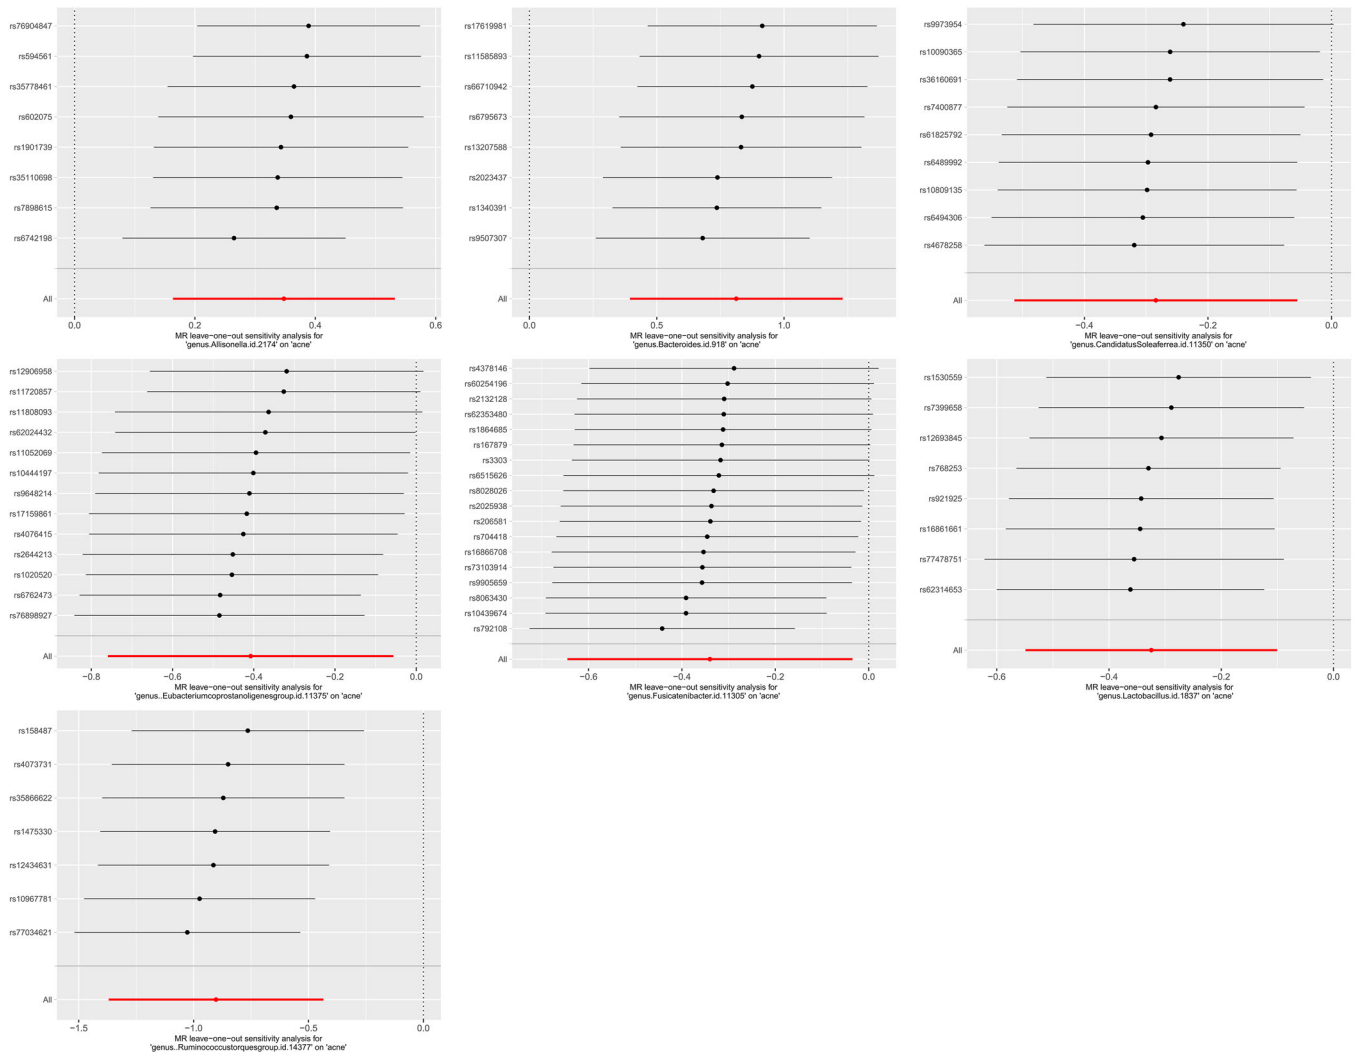 rs76904847
rs594561
rs35778461
rs602075
rs1901739
rs35110698
rs7898615
rs6742198
All
0.0 0.2 0.4 0.6
MR leave-one-out sensitivity analysis for
'genus.Allisonella.id.2174' on 'acne'
rs17619981
rs11585893
rs66710942
rs6795673
rs13207588
rs2023437
rs1340391
rs9507307
All
0.0 0.5 1.0
MR leave-one-out sensitivity analysis for
'genus.Bacteroides.id.918' on 'acne'
rs9973954
rs10090365
rs36160691
rs7400877
rs61825792
rs6489992
rs10809135
rs6494306
rs4678258
All
−0.4 −0.2 0.0
MR leave-one-out sensitivity analysis for
'genus.CandidatusSoleaferrea.id.11350' on 'acne'
rs12906958
rs11720857
rs11808093
rs62024432
rs11052069
rs10444197
rs9648214
rs17159861
rs4076415
rs2644213
rs1020520
rs6762473
rs76898927
All
−0.8 −0.6 −0.4 −0.2 0.0
MR leave-one-out sensitivity analysis for
'genus..Eubacteriumcoprostanoligenesgroup.id.11375' on 'acne'
rs4378146
rs60254196
rs2132128
rs62353480
rs1864685
rs167879
rs3303
rs6515626
rs8028026
rs2025938
rs206581
rs704418
rs16866708
rs73103914
rs9905659
rs8063430
rs10439674
rs792108
All
−0.6 −0.4 −0.2 0.0
MR leave-one-out sensitivity analysis for
'genus.Fusicatenibacter.id.11305' on 'acne'
rs1530559
rs7399658
rs12693845
rs768253
rs921925
rs16861661
rs77478751
rs62314653
All
−0.6 −0.4 −0.2 0.0
MR leave-one-out sensitivity analysis for
'genus.Lactobacillus.id.1837' on 'acne'
rs158487
rs4073731
rs35866622
rs1475330
rs12434631
rs10967781
rs77034621
All
−1.5 −1.0 −0.5 0.0
MR leave-one-out sensitivity analysis for
'genus..Ruminococcustorquesgroup.id.14377' on 'acne'